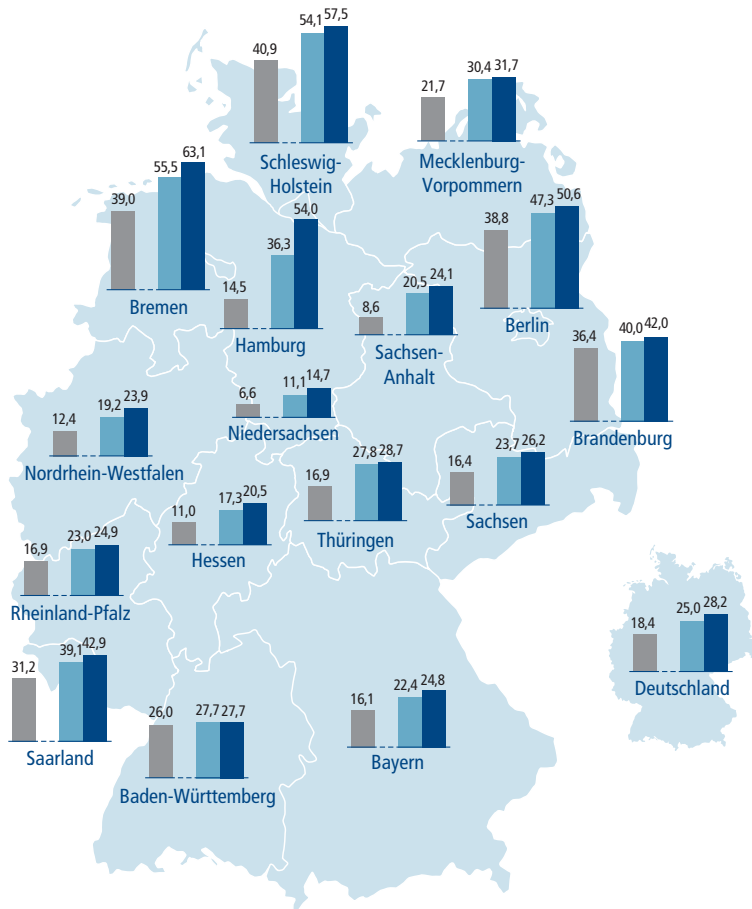 40,9
54,1
57,5
Schleswig-
Holstein
21,7
30,4
31,7
Mecklenburg-
Vorpommern
39,0
55,5
63,1
Bremen
14,5
36,3
54,0
Hamburg
8,6
20,5
24,1
Sachsen-
Anhalt
38,8
47,3
50,6
Berlin
36,4
40,0
42,0
Brandenburg
12,4
19,2
23,9
Nordrhein-Westfalen
6,6
11,1
14,7
Niedersachsen
11,0
17,3
20,5
Hessen
16,9
27,8
28,7
Thüringen
16,4
23,7
26,2
Sachsen
16,9
23,0
24,9
Rheinland-Pfalz
18,4
25,0
28,2
Deutschland
31,2
39,1
42,9
Saarland
26,0
27,7
27,7
Baden-Württemberg
16,1
22,4
24,8
Bayern